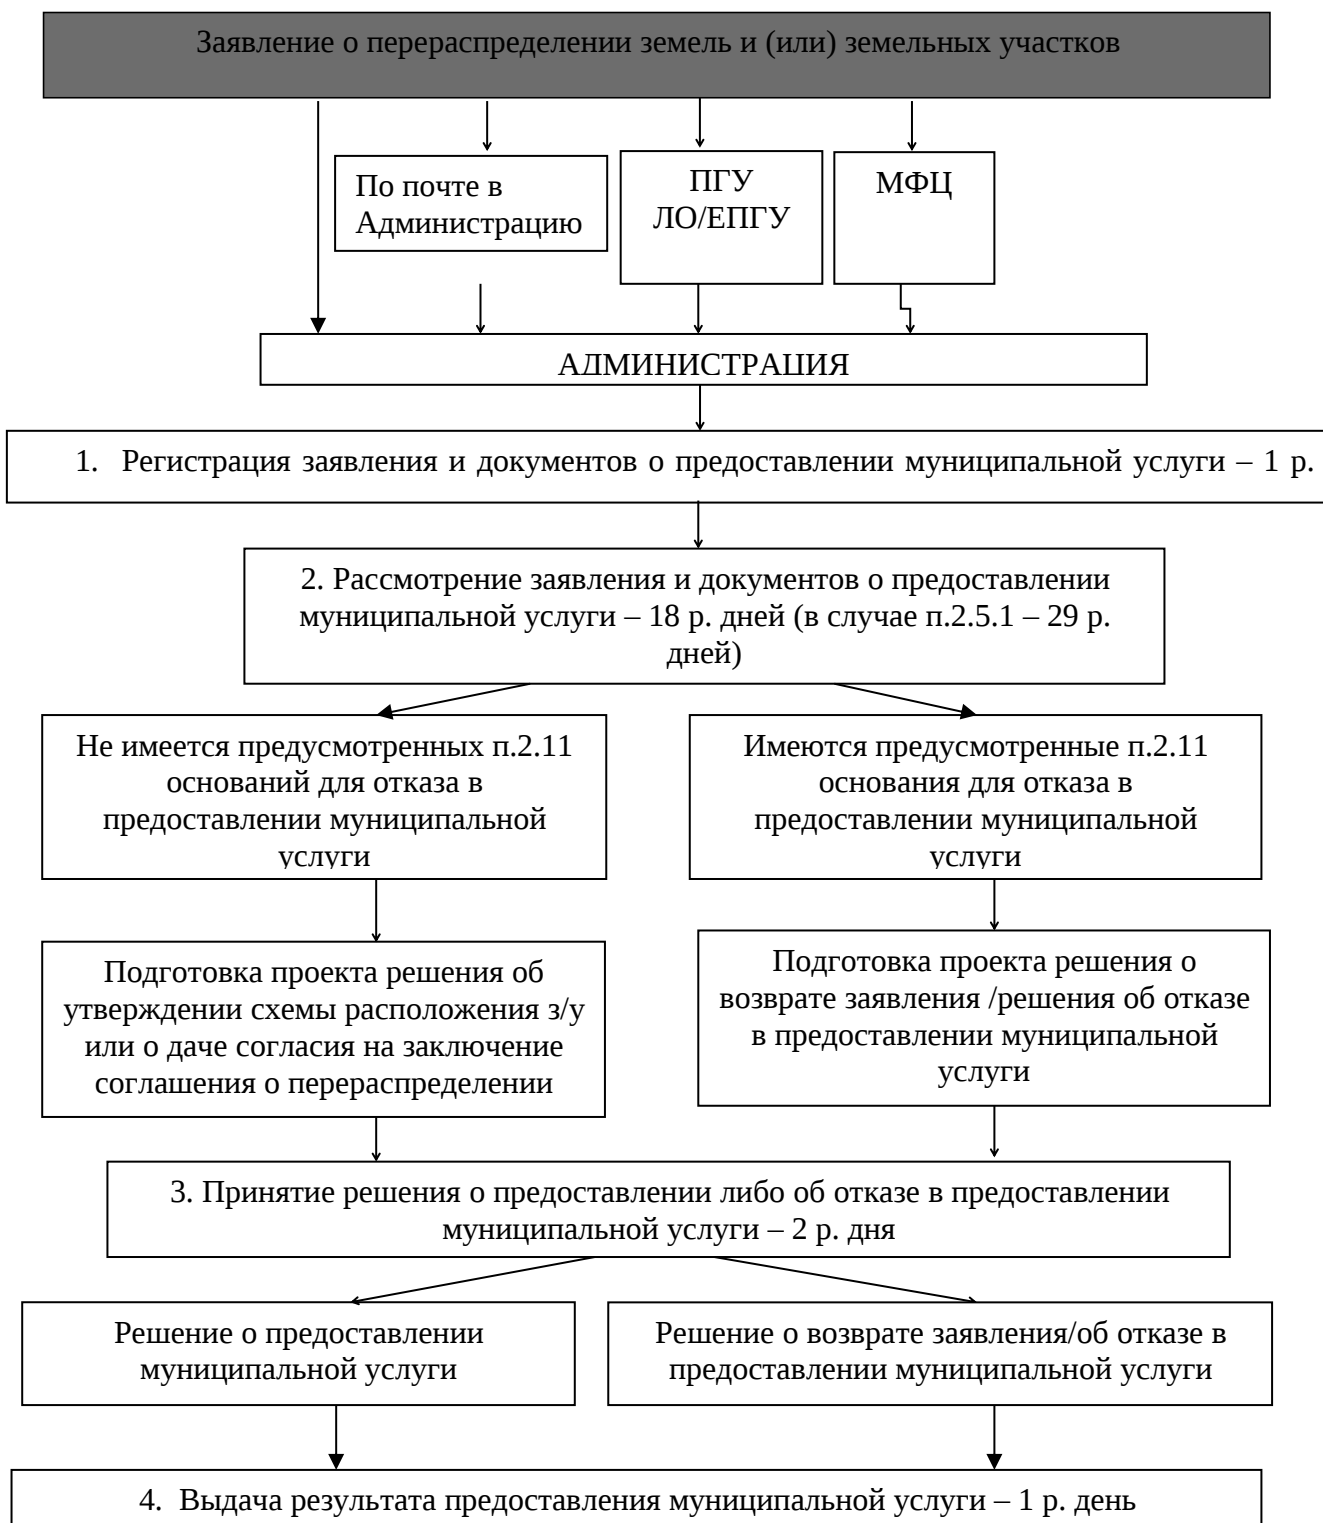 Заявление о перераспределении земель и (или) земельных участков
По почте в
Администрацию
ПГУ
ЛО/ЕПГУ
МФЦ
АДМИНИСТРАЦИЯ
1. Регистрация заявления и документов о предоставлении муниципальной услуги – 1 р.
2. Рассмотрение заявления и документов о предоставлении
муниципальной услуги – 18 р. дней (в случае п.2.5.1 – 29 р.
дней)
Не имеется предусмотренных п.2.11
оснований для отказа в
предоставлении муниципальной
услуги
Имеются предусмотренные п.2.11
основания для отказа в
предоставлении муниципальной
услуги
Подготовка проекта решения об
утверждении схемы расположения з/у
или о даче согласия на заключение
соглашения о перераспределении
Подготовка проекта решения о
возврате заявления /решения об отказе
в предоставлении муниципальной
услуги
3. Принятие решения о предоставлении либо об отказе в предоставлении
муниципальной услуги – 2 р. дня
Решение о предоставлении
муниципальной услуги
Решение о возврате заявления/об отказе в
предоставлении муниципальной услуги
4. Выдача результата предоставления муниципальной услуги – 1 р. день